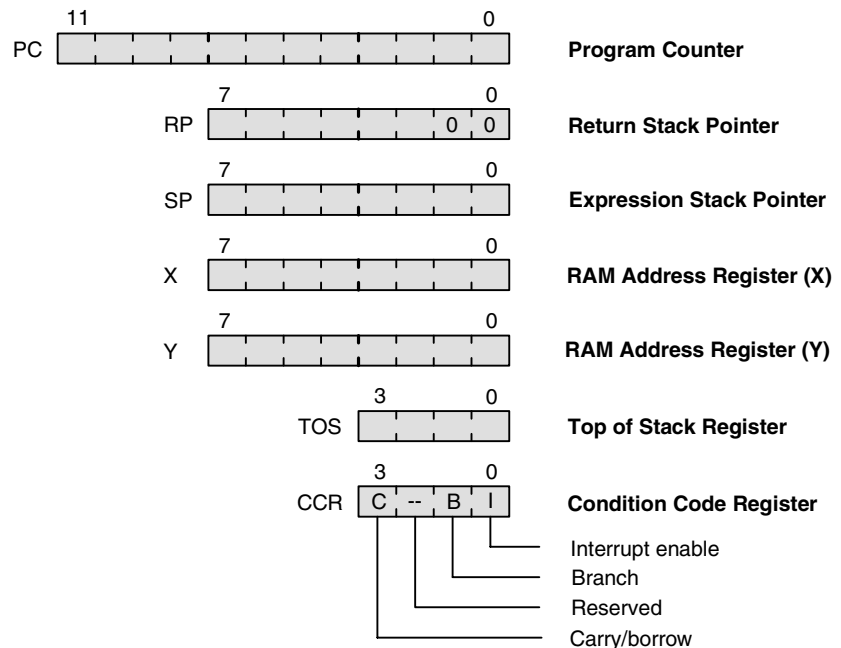 11 0
PC Program Counter
7 0
RP 0 0 Return Stack Pointer
7 0
SP Expression Stack Pointer
7 0
X RAM Address Register (X)
7 0
Y RAM Address Register (Y)
3 0
TOS Top of Stack Register
3 0
CCR C -- B I Condition Code Register
Interrupt enable
Branch
Reserved
Carry/borrow